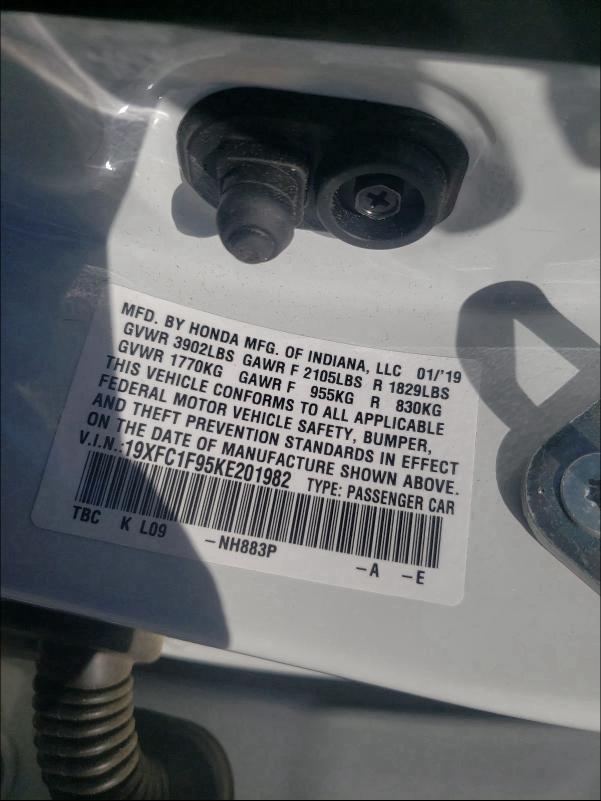 MFD. BY HONDA MFG. OF INDIANA, LLC 01/'19
GVWR 3902LBS GAWR F 2105LBS R 1829LBS
GVWR 1770KG GAWR F 955KG R 830KG
THIS VEHICLE CONFORMS TO ALL APPLICABLE
FEDERAL MOTOR VEHICLE SAFETY, BUMPER,
AND THEFT PREVENTION STANDARDS IN EFFECT
ON THE DATE OF MANUFACTURE SHOWN ABOVE.
V.I.N.:19XFC1F95KE201982 TYPE: PASSENGER CAR
TBC K L09 -NH883P -A -E